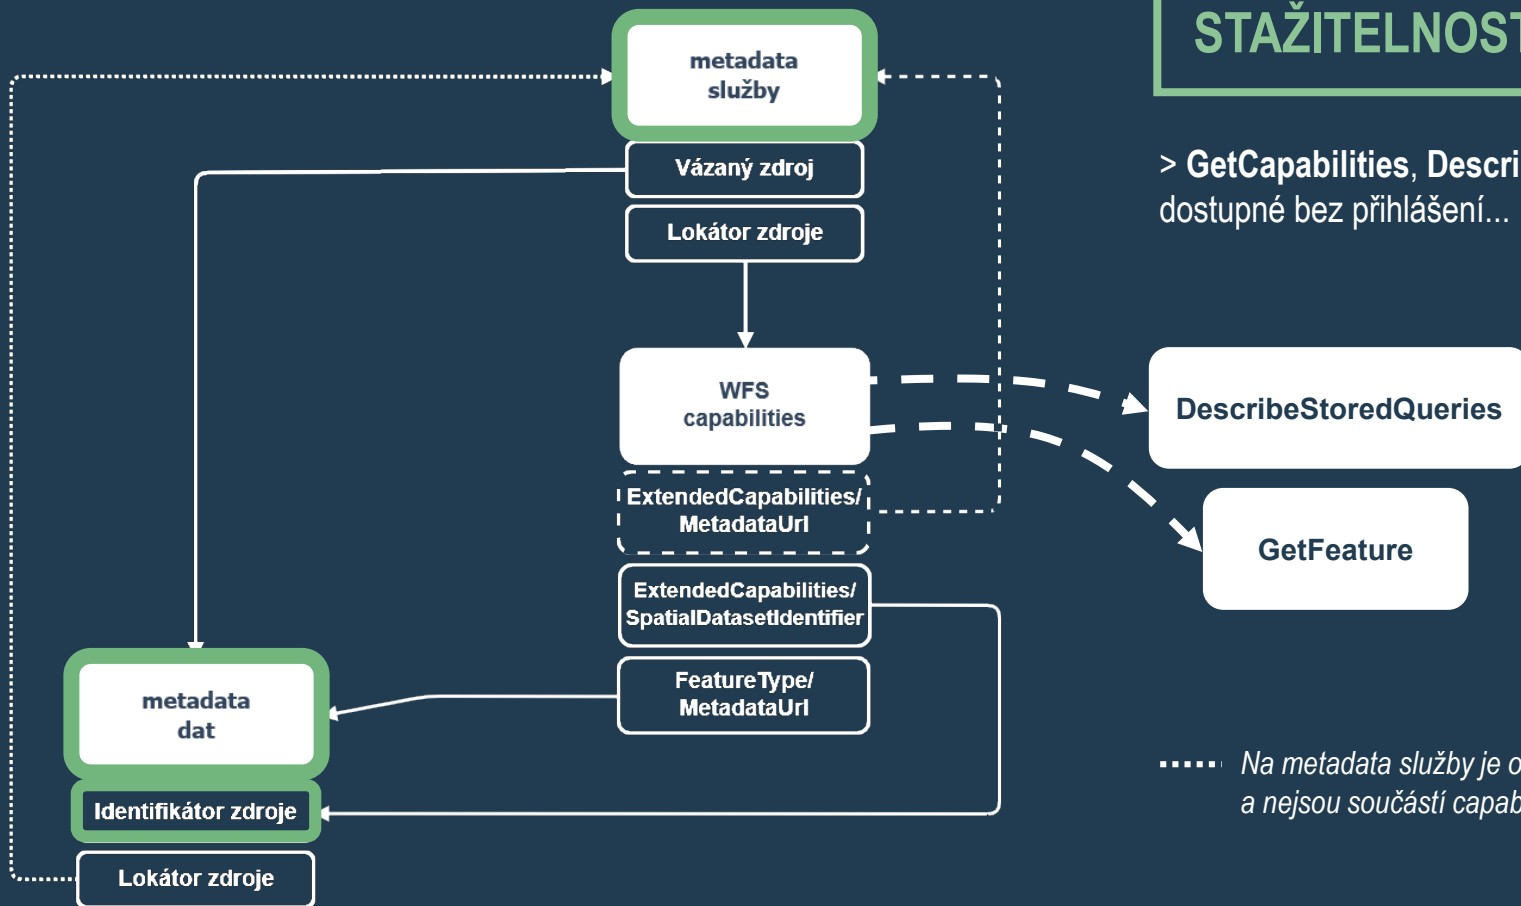 STAŽITELNOST
> GetCapabilities, Descri
dostupné bez přihlášení...
metadata
služby
Vázaný zdroj
Lokátor zdroje
WFS
capabilities
ExtendedCapabilities/
MetadataUrl
ExtendedCapabilities/
SpatialDatasetIdentifier
FeatureType/
MetadataUrl
DescribeStoredQueries
GetFeature
metadata
dat
Identifikátor zdroje
Lokátor zdroje
Na metadata služby je o
a nejsou součástí capab